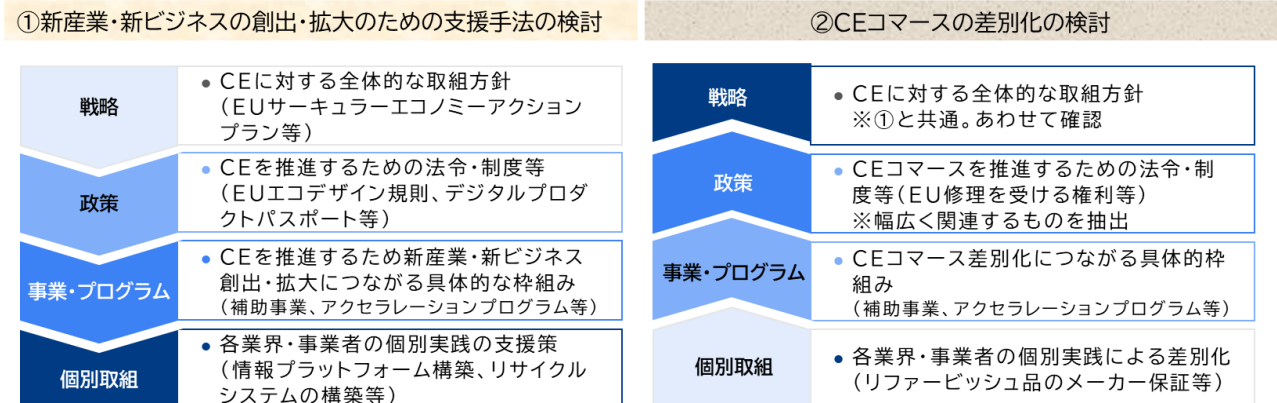 ①新産業・新ビジネスの創出・拡大のための支援手法の検討
戦略
● CEに対する全体的な取組方針
（EUサーキュラーエコノミーアクション
プラン等）
政策
● CEを推進するための法令・制度等
（EUエコデザイン規則、デジタルプロダ
クトパスポート等）
事業・プログラム
● CEを推進するため新産業・新ビジネス
創出・拡大につながる具体的な枠組み
（補助事業、アクセラレーションプログラム等）
個別取組
● 各業界・事業者の個別実践の支援策
（情報プラットフォーム構築、リサイクル
システムの構築等）
②CEコマースの差別化の検討
戦略
● CEに対する全体的な取組方針
※①と共通。あわせて確認
政策
● CEコマースを推進するための法令・制
度等（EU修理を受ける権利等）
※幅広く関連するものを抽出
事業・プログラム
● CEコマース差別化につながる具体的枠
組み
（補助事業、アクセラレーションプログラム等）
個別取組
● 各業界・事業者の個別実践による差別化
（リファービッシュ品のメーカー保証等）